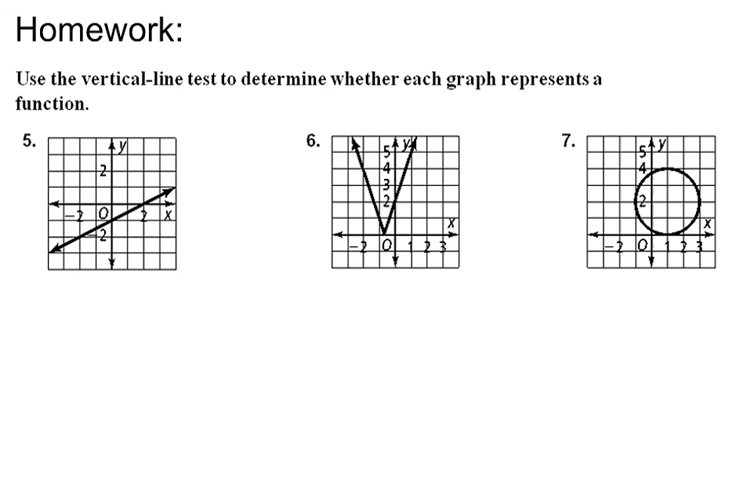 Homework:
Use the vertical-line test to determine whether each graph represents a
function.
5.
y
2
-2 O 2 x
-2
6.
5 y
4
3
2
x
-2 O 1 2 3
7.
5 y
4
2
x
-2 O 1 2 3